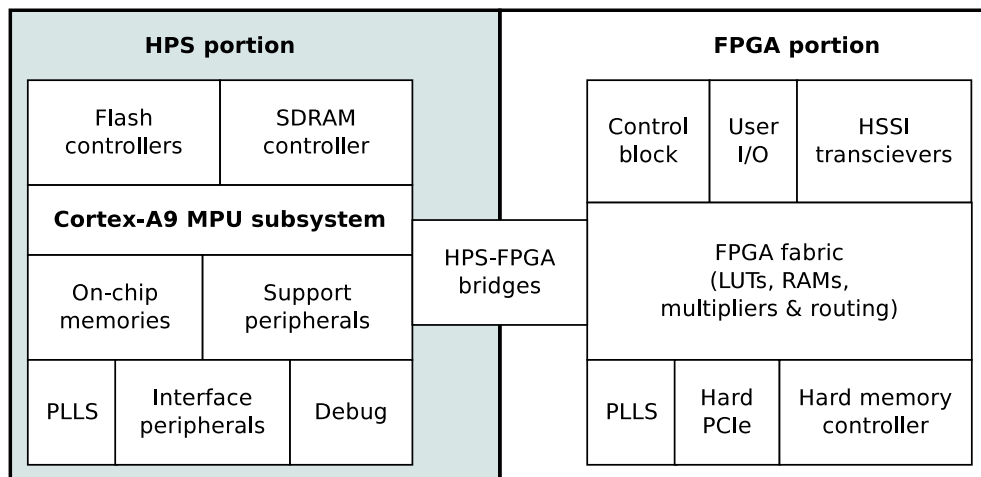 HPS portion
Flash
controllers
SDRAM
controller
Cortex-A9 MPU subsystem
On-chip
memories
Support
peripherals
PLLS
Interface
peripherals
Debug
HPS-FPGA
bridges
FPGA portion
Control
block
User
I/O
HSSI
transcievers
FPGA fabric
(LUTs, RAMs,
multipliers & routing)
PLLS
Hard
PCIe
Hard memory
controller